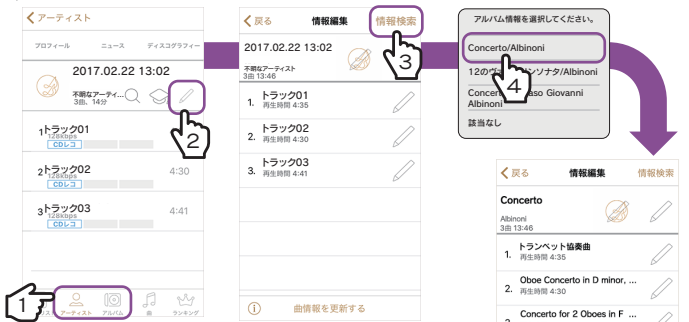 アーティスト
プロフィール ニュース ディスコグラフィー
2017.02.22 13:02
不明なアーティ...
3曲、14分
2
1 トラック01
128kbps
CDレコ
2 トラック02 4:30
128kbps
CDレコ
3 トラック03 4:41
128kbps
CDレコ
1
リスト アーティスト アルバム 曲 ランキング
戻る 情報編集 情報検索
3
2017.02.22 13:02
不明なアーティスト
3曲 13:46
1. トラック01
再生時間 4:35
2. トラック02
再生時間 4:30
3. トラック03
再生時間 4:41
曲情報を更新する
アルバム情報を選択してください。
Concerto/Albinoni
4
12のヴ ンソナタ/Albinoni
Concert so Giovanni
Albinoni
該当なし
戻る 情報編集 情報検索
Concerto
Albinoni
3曲 13:46
1. トランペット協奏曲
再生時間 4:35
2. Oboe Concerto in D minor, ...
再生時間 4:30
3. Concerto for 2 Oboes in F ...